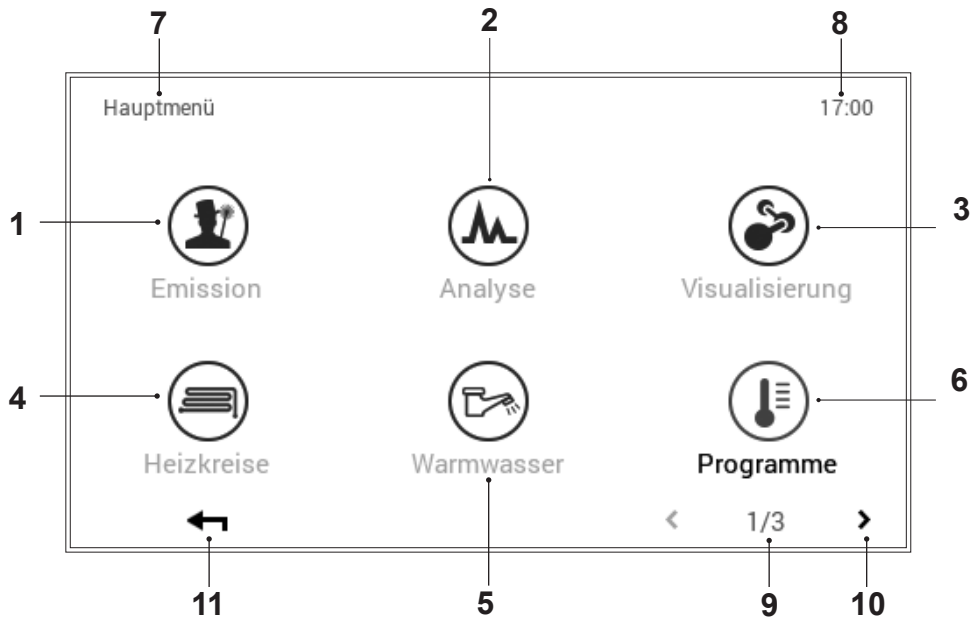 7 2 8
Hauptmenü 17:00
1 3
Emission Analyse Visualisierung
4 6
Heizkreise Warmwasser Programme
< 1/3 >
11 5 9 10